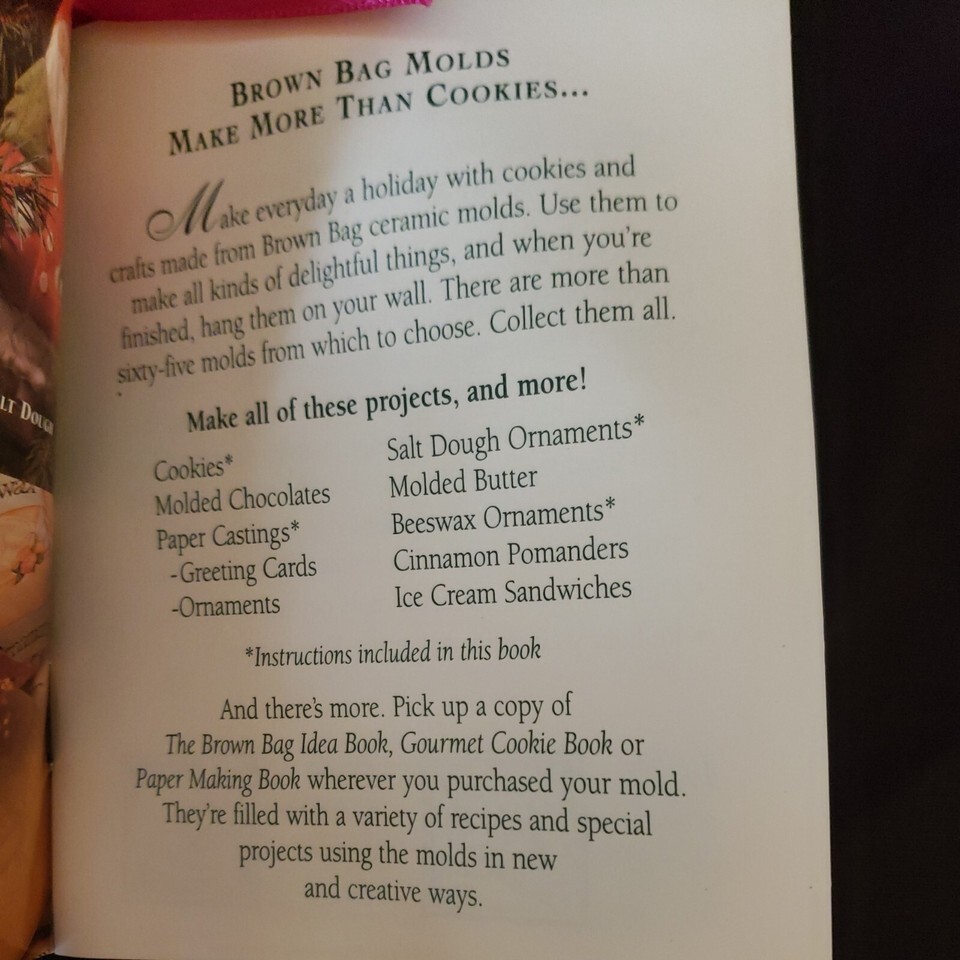 BROWN BAG MOLDS
MAKE MORE THAN COOKIES...
Make everyday a holiday with cookies and
crafts made from Brown Bag ceramic molds. Use them to
make all kinds of delightful things, and when you're
finished, hang them on your wall. There are more than
sixty-five molds from which to choose. Collect them all.
Make all of these projects, and more!
Cookies*
Molded Chocolates
Paper Castings*
-Greeting Cards
-Ornaments
Salt Dough Ornaments*
Molded Butter
Beeswax Ornaments*
Cinnamon Pomanders
Ice Cream Sandwiches
*Instructions included in this book
And there's more. Pick up a copy of
The Brown Bag Idea Book, Gourmet Cookie Book or
Paper Making Book wherever you purchased your mold.
They're filled with a variety of recipes and special
projects using the molds in new
and creative ways.
LT DOUGH